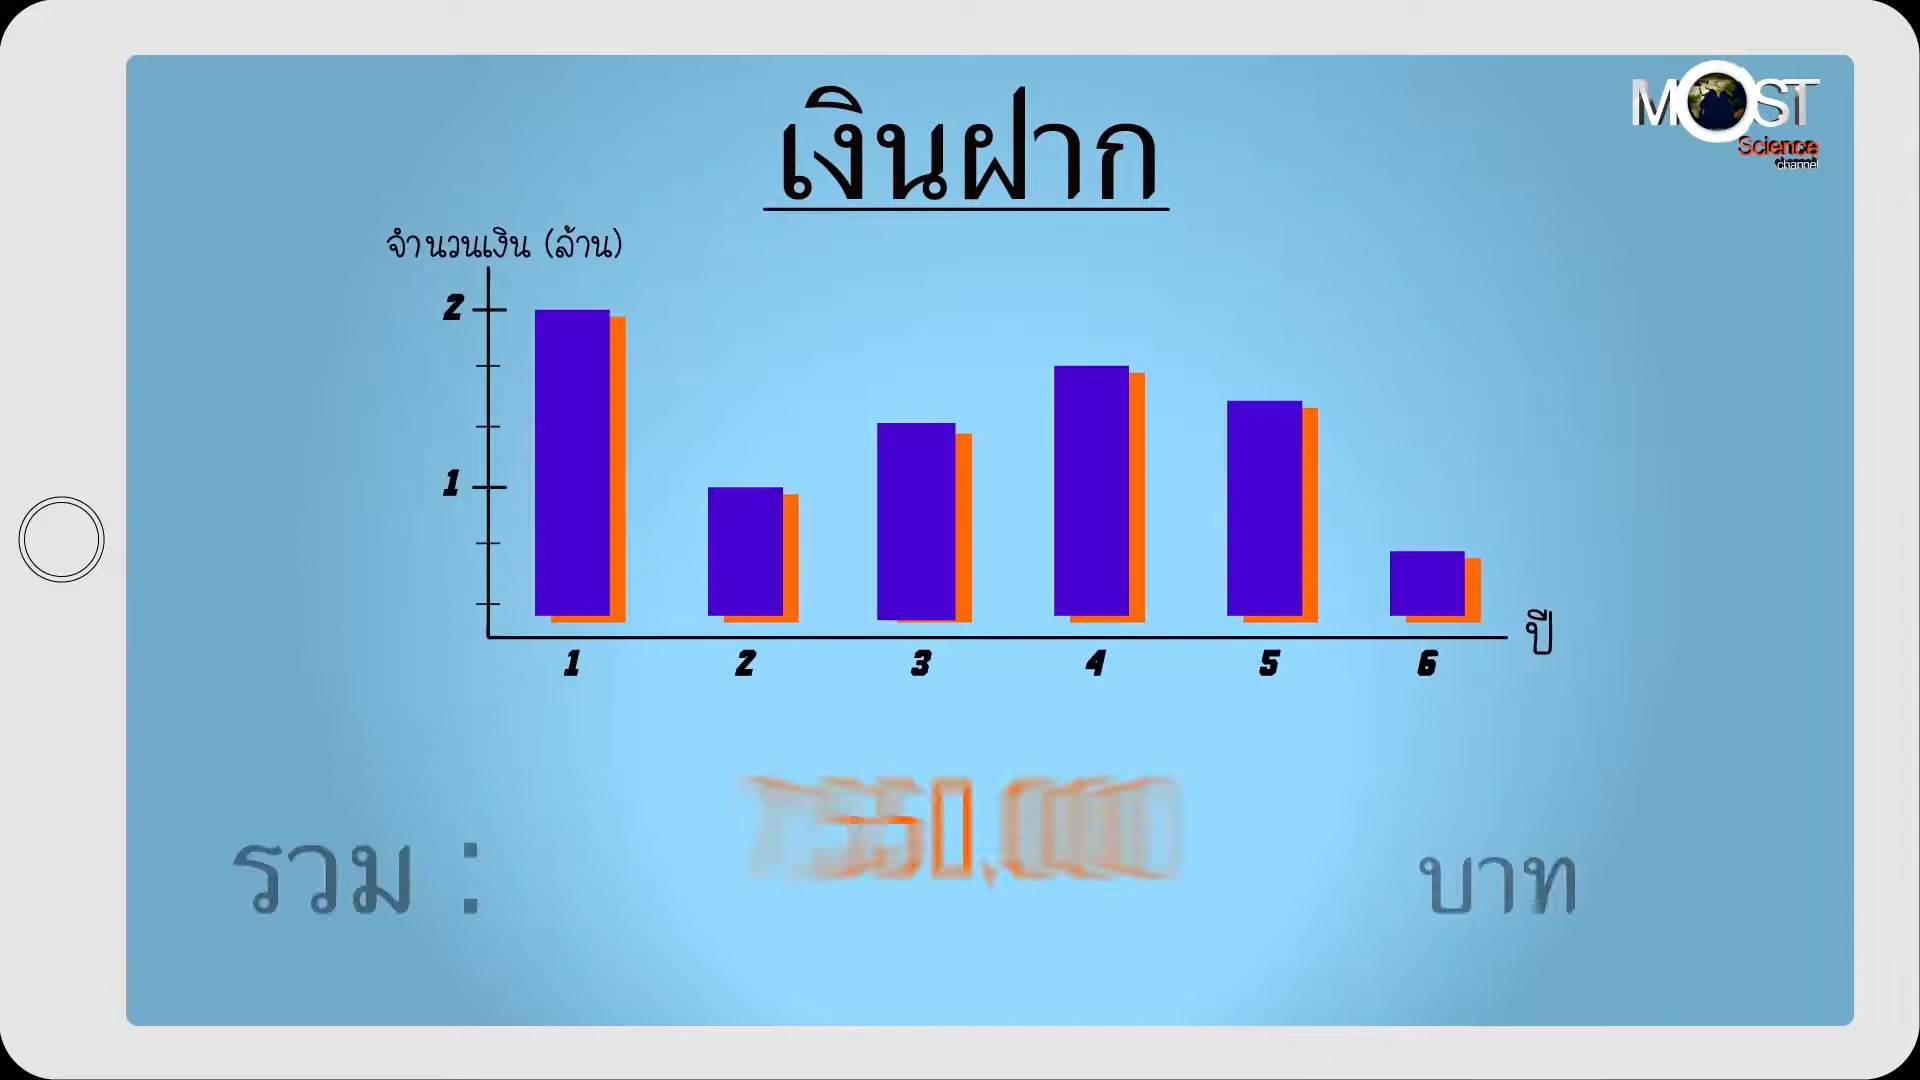 MOST
Science
channel
เงินฝาก
จำนวนเงิน (ล้าน)
2
1
1 2 3 4 5 6 ปี
รวม : บาท